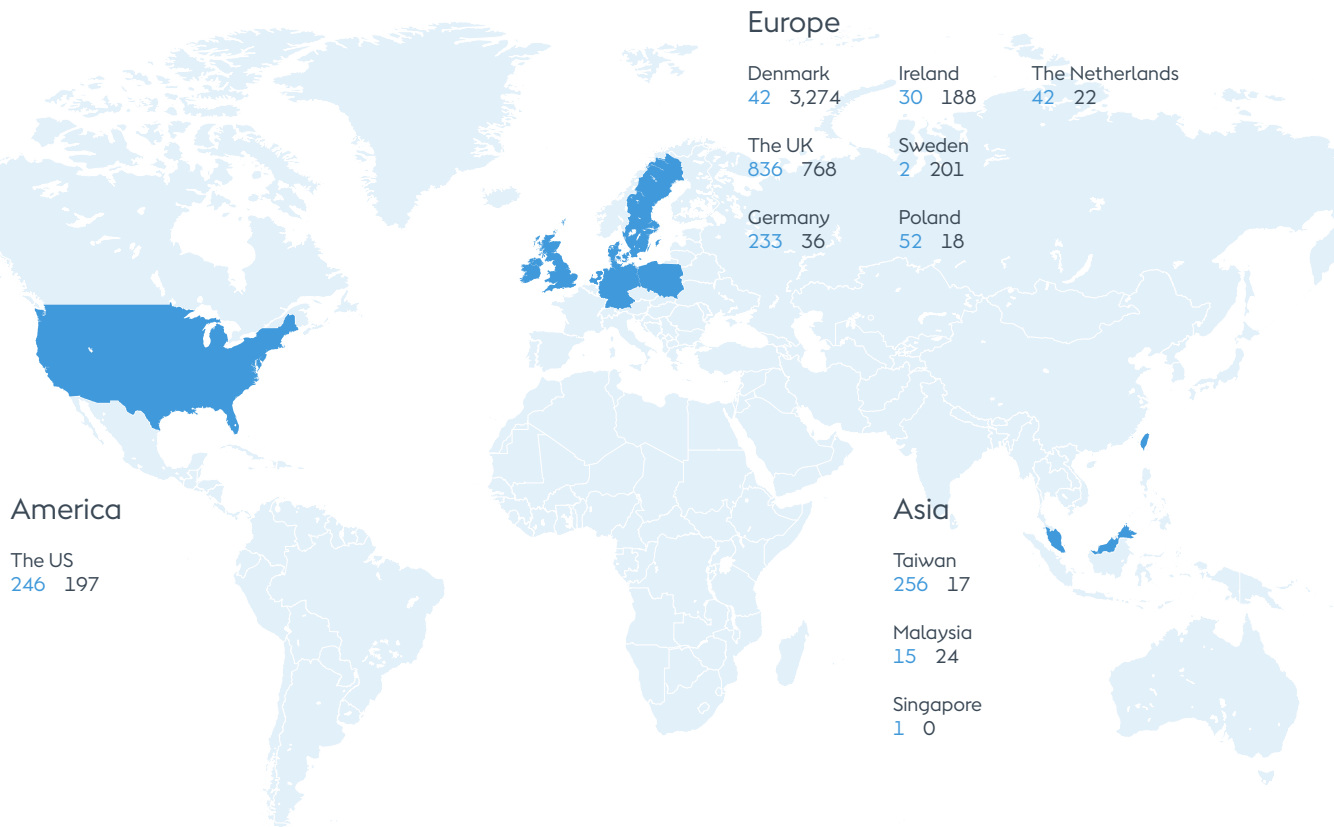 Europe
Denmark
42 3,274
Ireland
30 188
The Netherlands
42 22
The UK
836 768
Sweden
2 201
Germany
233 36
Poland
52 18
America
The US
246 197
Asia
Taiwan
256 17
Malaysia
15 24
Singapore
1 0